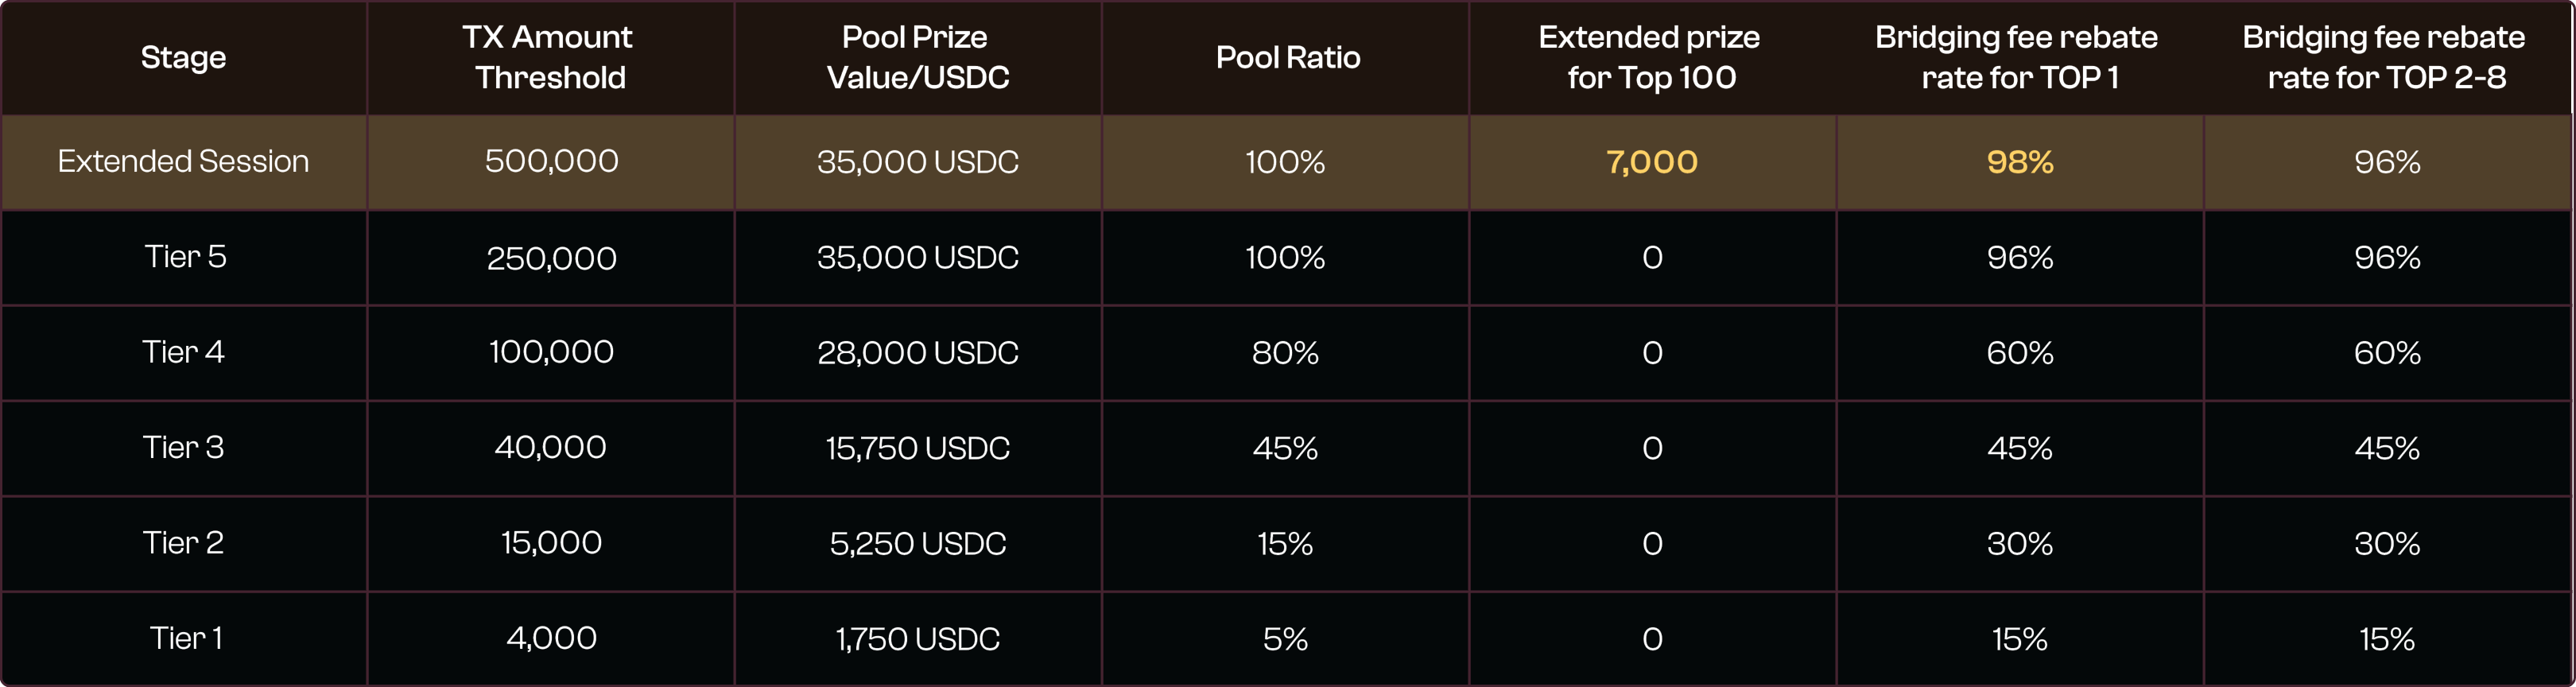 Stage
TX Amount
Threshold
Pool Prize
Value/USDC
Pool Ratio
Extended prize
for Top 100
Bridging fee rebate
rate for TOP 1
Bridging fee rebate
rate for TOP 2-8
Extended Session 500,000 35,000 USDC 100% 7,000 98% 96%
Tier 5 250,000 35,000 USDC 100% 0 96% 96%
Tier 4 100,000 28,000 USDC 80% 0 60% 60%
Tier 3 40,000 15,750 USDC 45% 0 45% 45%
Tier 2 15,000 5,250 USDC 15% 0 30% 30%
Tier 1 4,000 1,750 USDC 5% 0 15% 15%